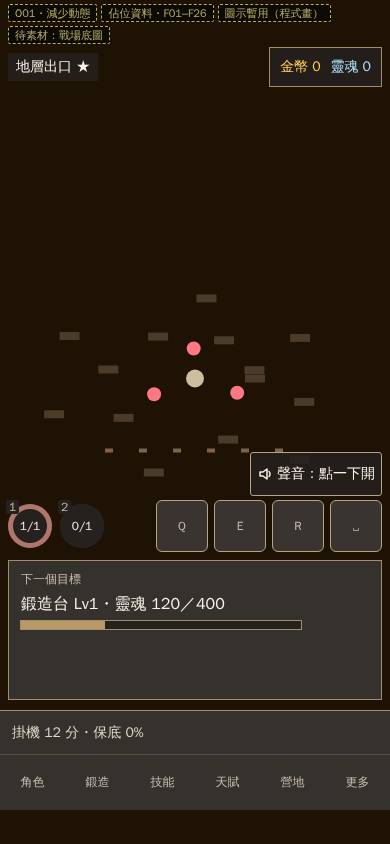 001・減少動態 佔位資料・F01–F26 圖示暫用（程式畫）
待素材：戰場底圖
地層出口 ★ 金幣 0 靈魂 0
聲音：點一下開
1 2
1/1 0/1 Q E R ⎵
下一個目標
鍛造台 Lv1・靈魂 120／400
掛機 12 分・保底 0%
角色 鍛造 技能 天賦 營地 更多